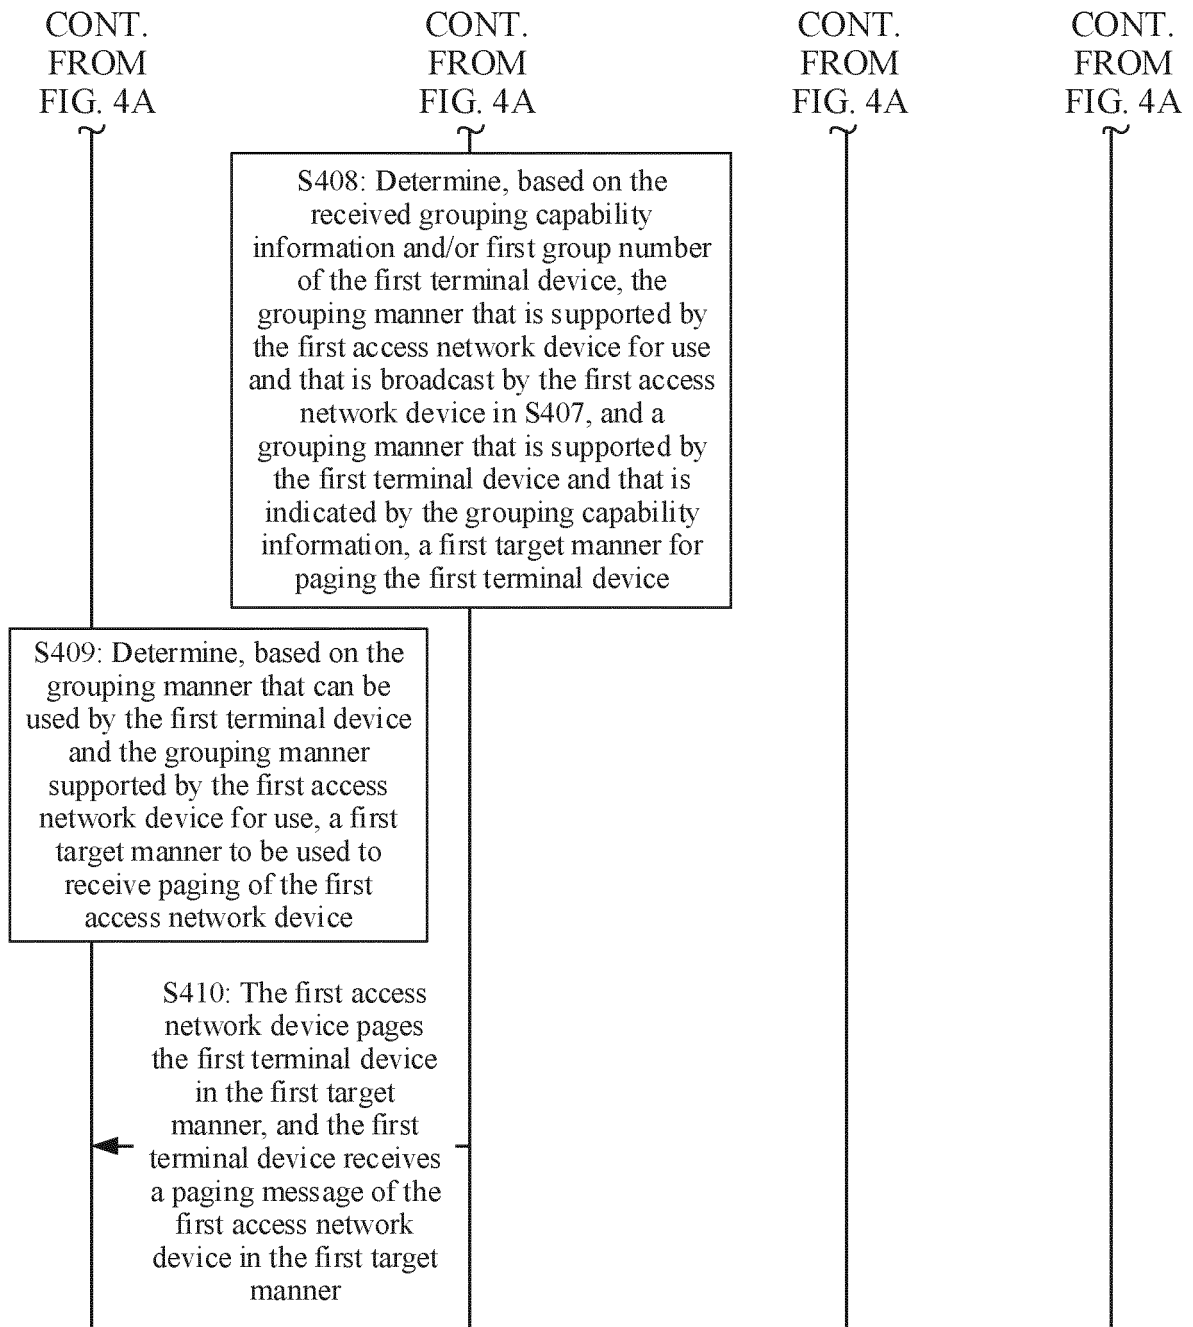 CONT.
FROM
FIG. 4A
CONT.
FROM
FIG. 4A
CONT.
FROM
FIG. 4A
CONT.
FROM
FIG. 4A
S408: Determine, based on the
received grouping capability
information and/or first group number
of the first terminal device, the
grouping manner that is supported by
the first access network device for use
and that is broadcast by the first access
network device in S407, and a
grouping manner that is supported by
the first terminal device and that is
indicated by the grouping capability
information, a first target manner for
paging the first terminal device
S409: Determine, based on the
grouping manner that can be
used by the first terminal device
and the grouping manner
supported by the first access
network device for use, a first
target manner to be used to
receive paging of the first
access network device
S410: The first access
network device pages
the first terminal device
in the first target
manner, and the first
terminal device receives
a paging message of the
first access network
device in the first target
manner